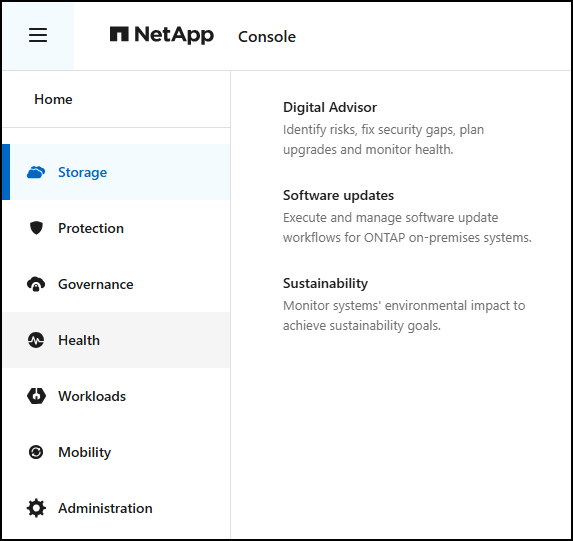 NetApp Console
Home
Storage
Protection
Governance
Health
Workloads
Mobility
Administration
Digital Advisor
Identify risks, fix security gaps, plan
upgrades and monitor health.
Software updates
Execute and manage software update
workflows for ONTAP on-premises systems.
Sustainability
Monitor systems' environmental impact to
achieve sustainability goals.